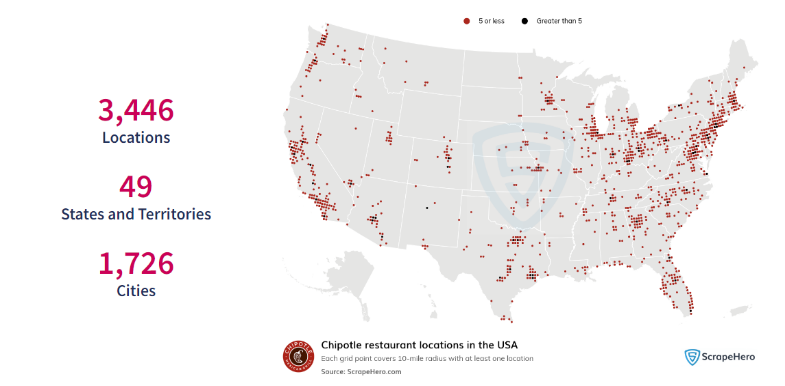 5 or less
Greater than 5
3,446
Locations
49
States and Territories
1,726
Cities
CHIPOTLE
Chipotle restaurant locations in the USA
Each grid point covers 10-mile radius with at least one location
Source: ScrapeHero.com
ScrapeHero